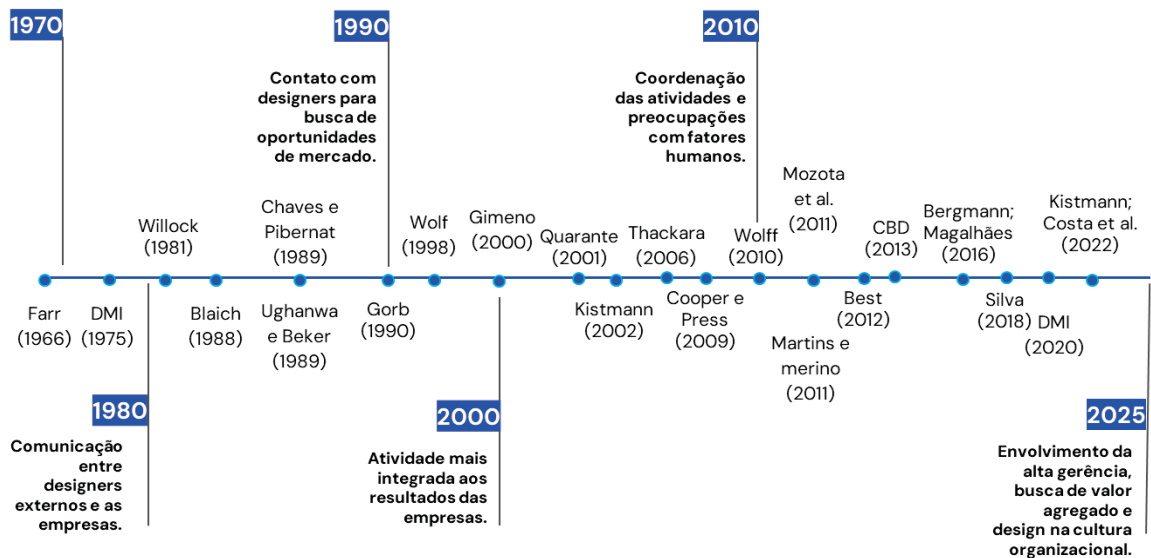 1970
1990
Contato com
designers para
busca de
oportunidades
de mercado.
2010
Coordenação
das atividades e
preocupações
com fatores
humanos.
Willock
(1981)
Chaves e
Pibernat
(1989)
Wolf
(1998)
Gimeno
(2000)
Quarante
(2001)
Thackara
(2006)
Wolff
(2010)
Mozota
et al.
(2011)
CBD
(2013)
Bergmann;
Magalhães
(2016)
Kistmann;
Costa et al.
(2022)
Farr
(1966)
DMI
(1975)
Blaich
(1988)
Ughanwa
e Beker
(1989)
Gorb
(1990)
Kistmann
(2002)
Cooper e
Press
(2009)
Martins e
merino
(2011)
Best
(2012)
Silva
(2018)
DMI
(2020)
1980
Comunicação
entre
designers
externos e as
empresas.
2000
Atividade mais
integrada aos
resultados das
empresas.
2025
Envolvimento da
alta gerência,
busca de valor
agregado e
design na cultura
organizacional.